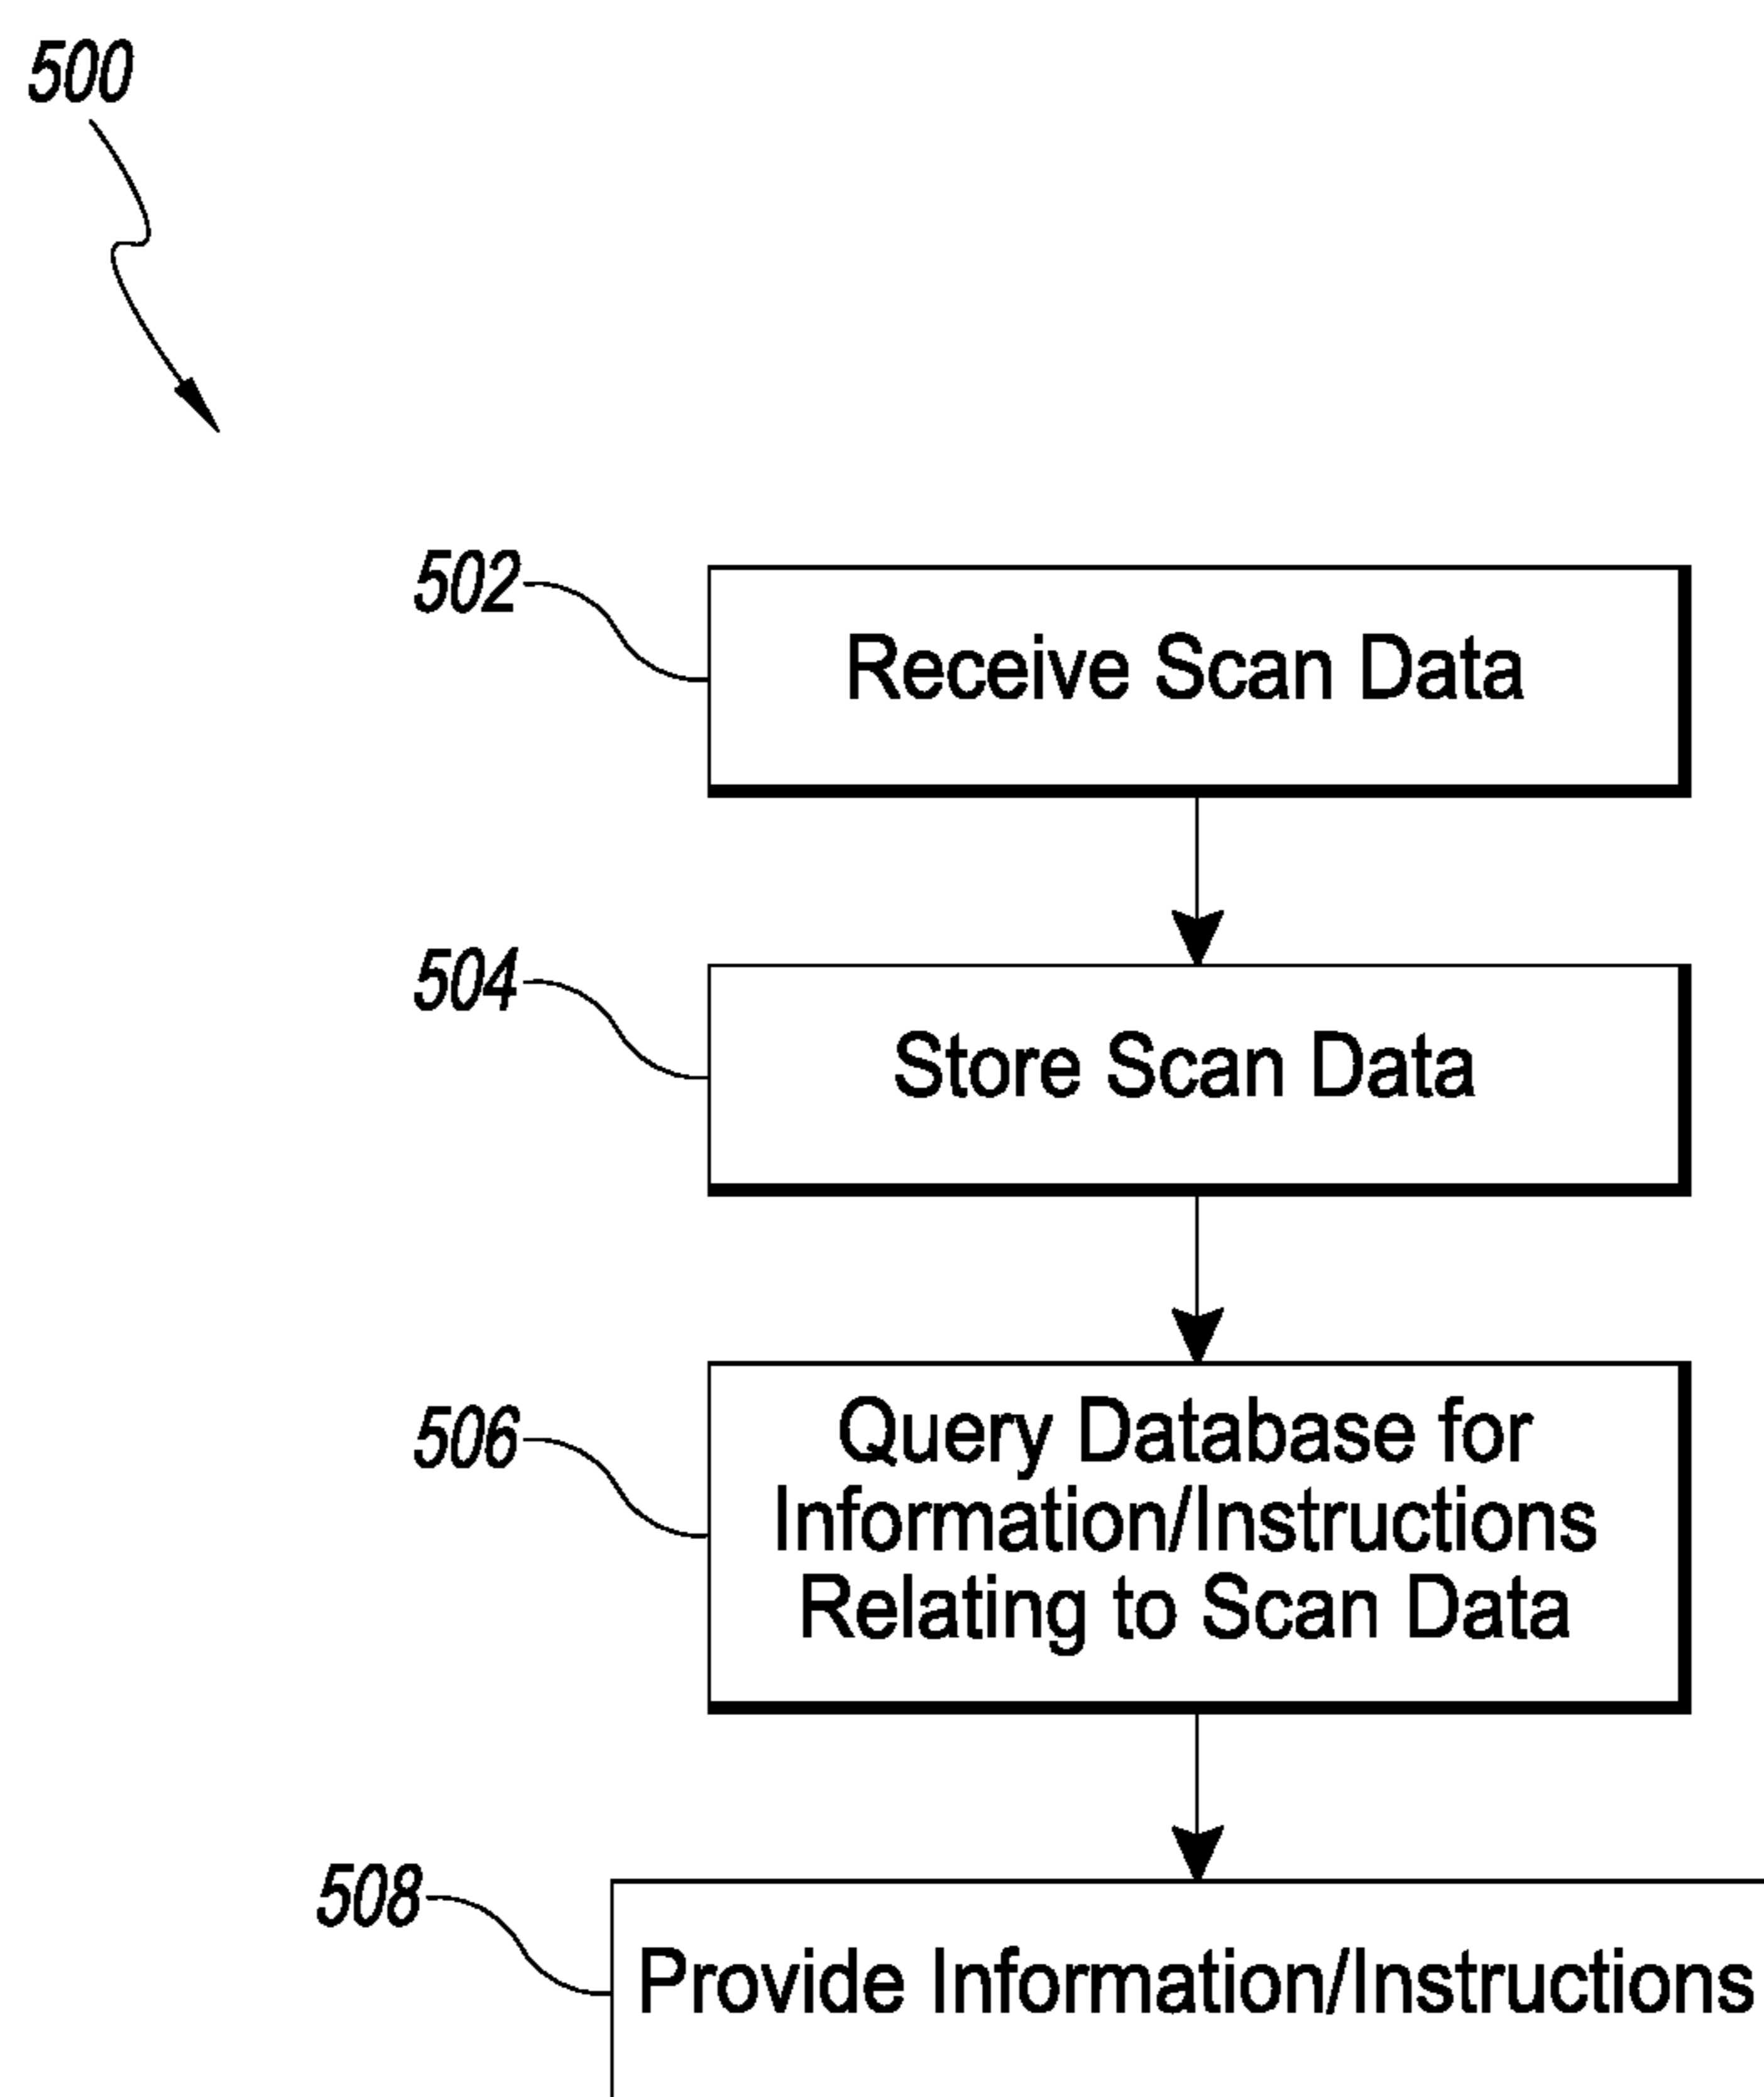 500
502
Receive Scan Data
504
Store Scan Data
506
Query Database for
Information/Instructions
Relating to Scan Data
508
Provide Information/Instructions